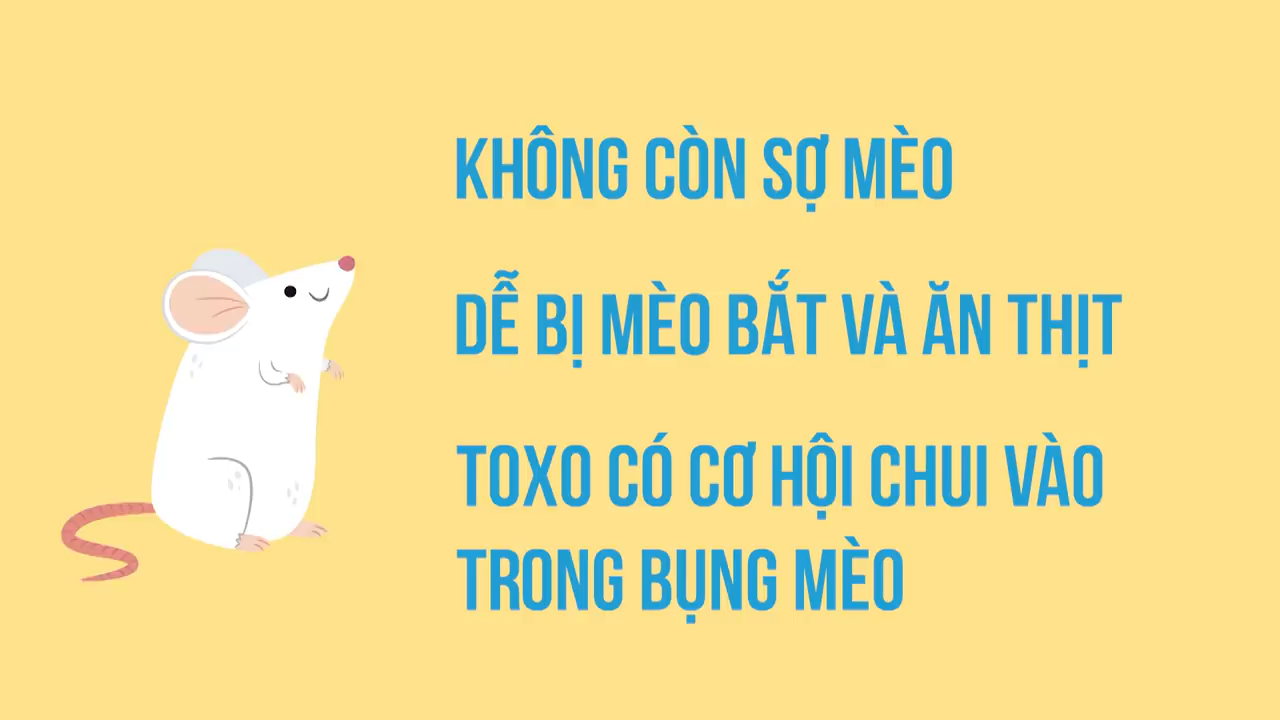 KHÔNG CÒN SỢ MÈO
DỄ BỊ MÈO BẮT VÀ ĂN THỊT
TOXO CÓ CƠ HỘI CHUI VÀO
TRONG BỤNG MÈO